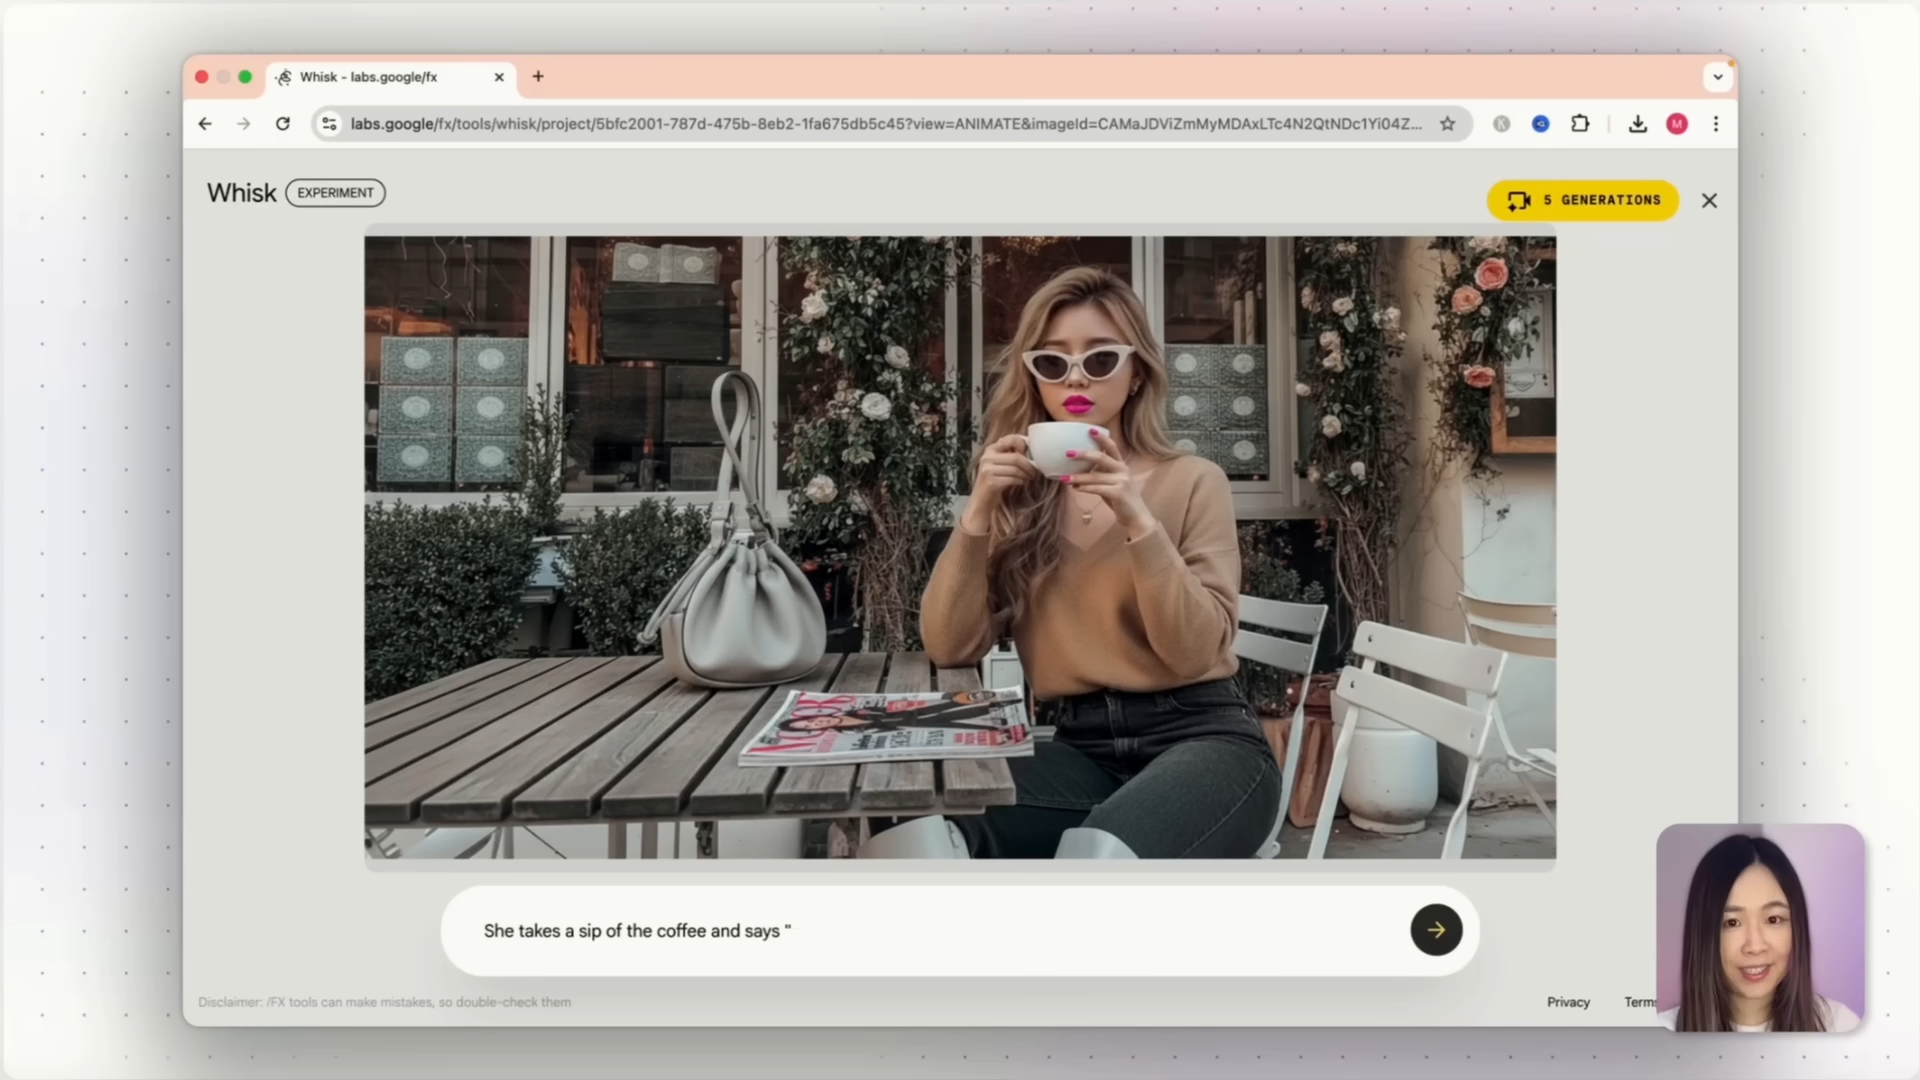 Whisk - labs.google/fx
labs.google/fx/tools/whisk/project/5bfc2001-787d-475b-8eb2-1fa675db5c45?view=ANIMATE&imageId=CAMaJDViZmMyMDAxLTc4N2QtNDc1Yi04Z...
M
Whisk
EXPERIMENT
5 GENERATIONS
She takes a sip of the coffee and says "
Disclaimer: /FX tools can make mistakes, so double-check them
Privacy
Terms